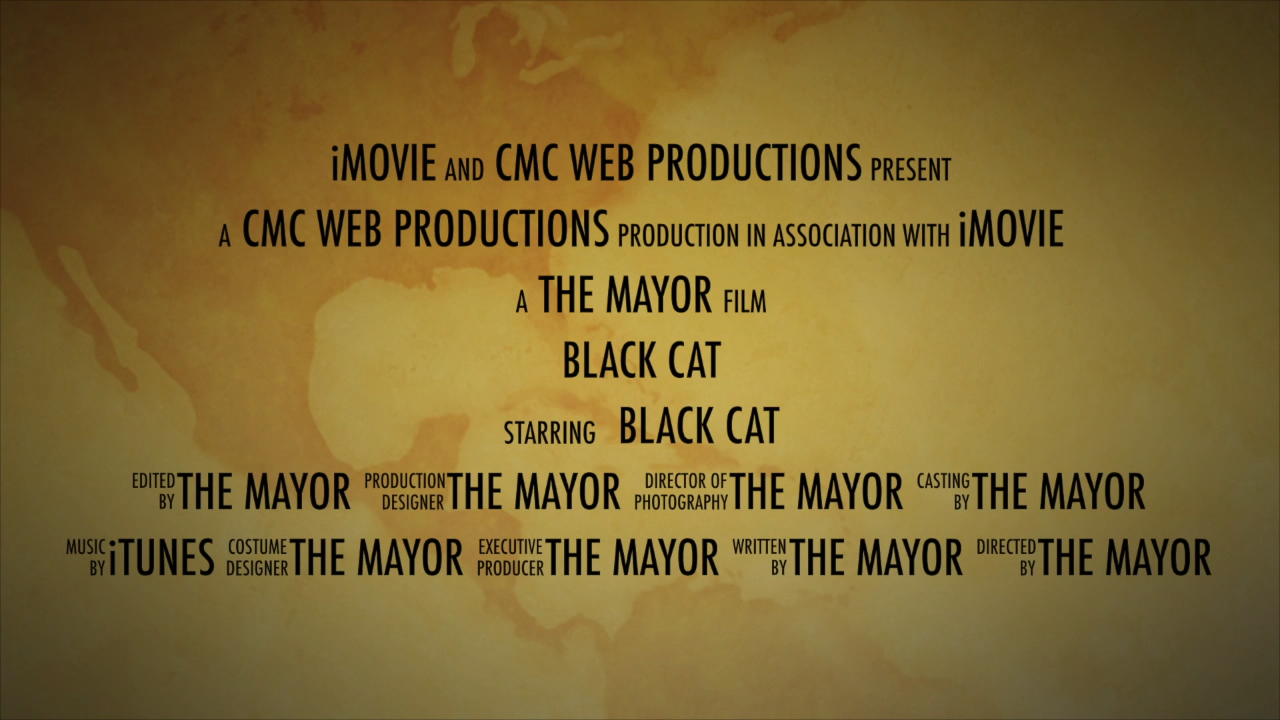 iMOVIE AND CMC WEB PRODUCTIONS PRESENT
A CMC WEB PRODUCTIONS PRODUCTION IN ASSOCIATION WITH iMOVIE
A THE MAYOR FILM
BLACK CAT
STARRING BLACK CAT
EDITED BY THE MAYOR PRODUCTION DESIGNER THE MAYOR DIRECTOR OF PHOTOGRAPHY THE MAYOR CASTING BY THE MAYOR
MUSIC BY iTUNES COSTUME DESIGNER THE MAYOR EXECUTIVE PRODUCER THE MAYOR WRITTEN BY THE MAYOR DIRECTED BY THE MAYOR